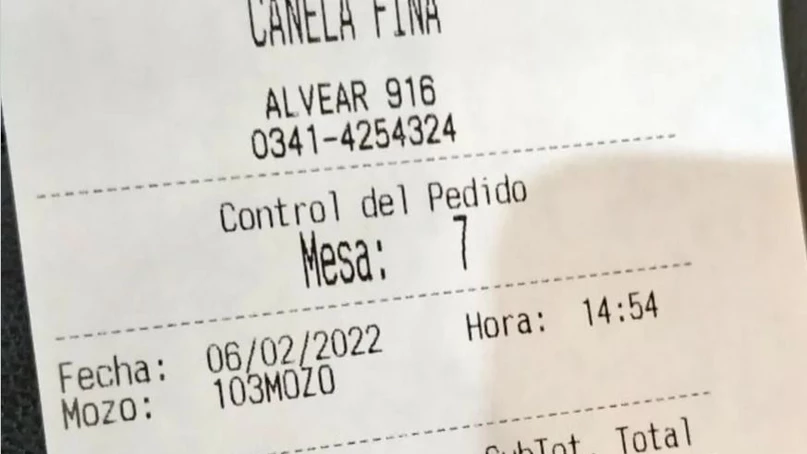 CANELA FINA
ALVEAR 916
0341-4254324
Control del Pedido
Mesa: 7
Fecha: 06/02/2022 Hora: 14:54
Mozo: 103MOZO
SubTot. Total